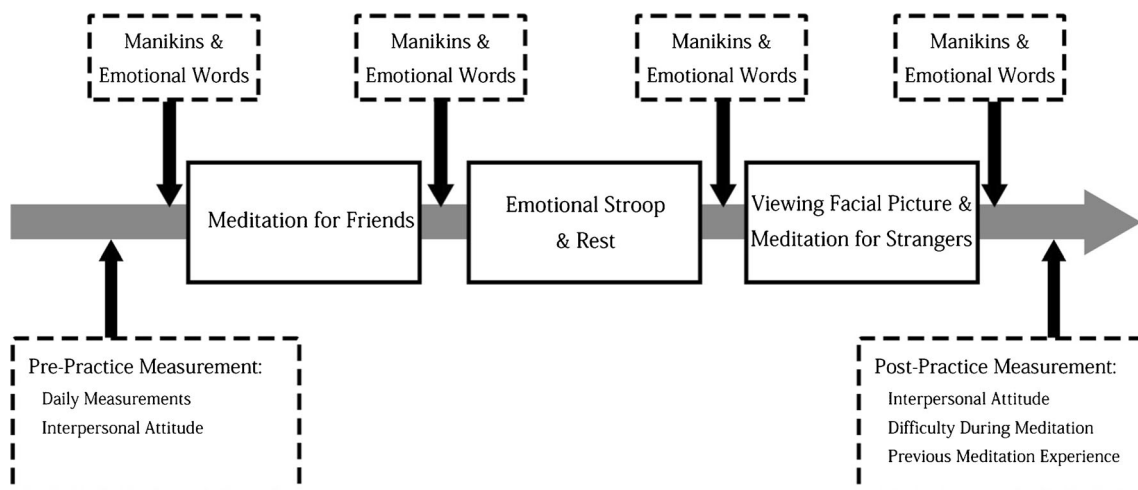 Manikins &
Emotional Words
Manikins &
Emotional Words
Manikins &
Emotional Words
Manikins &
Emotional Words
Meditation for Friends
Emotional Stroop
& Rest
Viewing Facial Picture &
Meditation for Strangers
Pre-Practice Measurement:
Daily Measurements
Interpersonal Attitude
Post-Practice Measurement:
Interpersonal Attitude
Difficulty During Meditation
Previous Meditation Experience